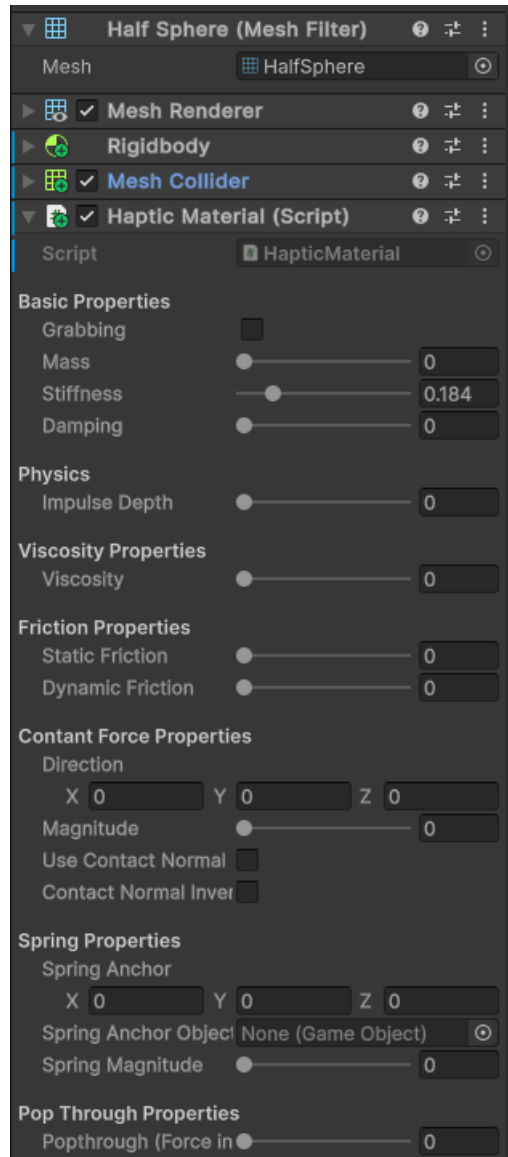 Half Sphere (Mesh Filter)
Mesh HalfSphere
Mesh Renderer
Rigidbody
Mesh Collider
Haptic Material (Script)
Script HapticMaterial
Basic Properties
Grabbing
Mass 0
Stiffness 0.184
Damping 0
Physics
Impulse Depth 0
Viscosity Properties
Viscosity 0
Friction Properties
Static Friction 0
Dynamic Friction 0
Contant Force Properties
Direction
X 0 Y 0 Z 0
Magnitude 0
Use Contact Normal
Contact Normal Inver
Spring Properties
Spring Anchor
X 0 Y 0 Z 0
Spring Anchor Object None (Game Object)
Spring Magnitude 0
Pop Through Properties
Popthrough (Force in 0